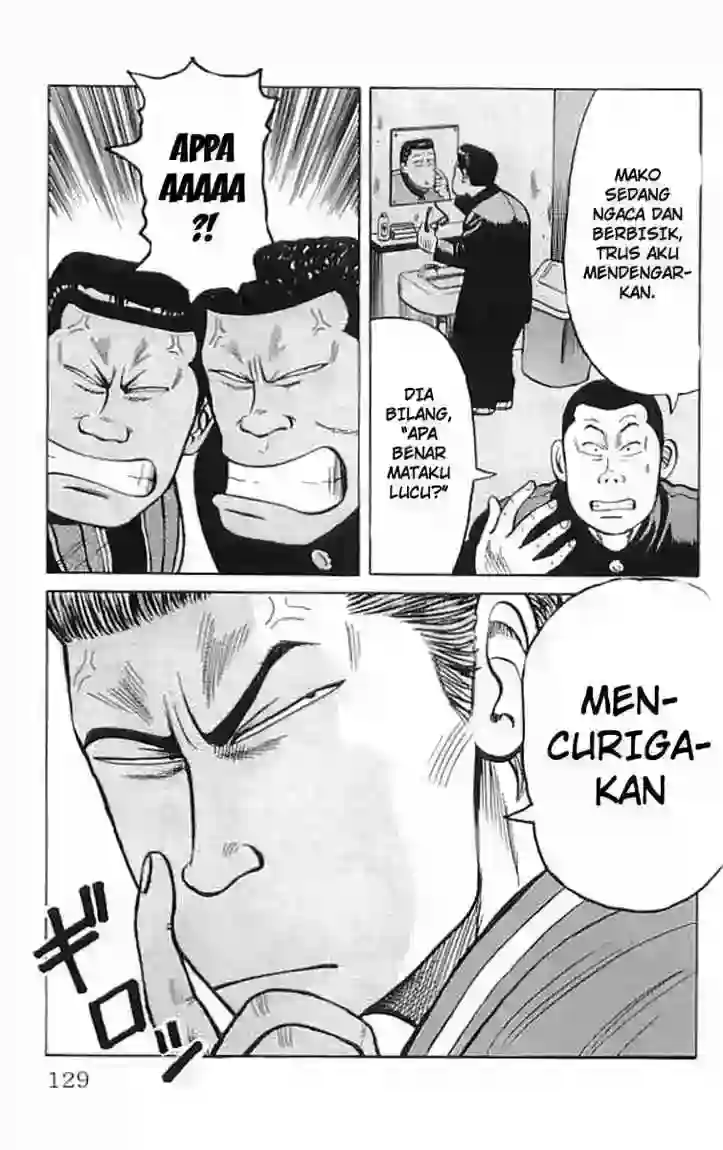 MAKO
SEDANG
NGACA DAN
BERBISIK,
TRUS AKU
MENDENGAR-
KAN.
DIA
BILANG,
"APA
BENAR
MATAKU
LUCU?"
APPA
AAAAA
?!
MEN-
CURIGA-
KAN
ギロッ
129